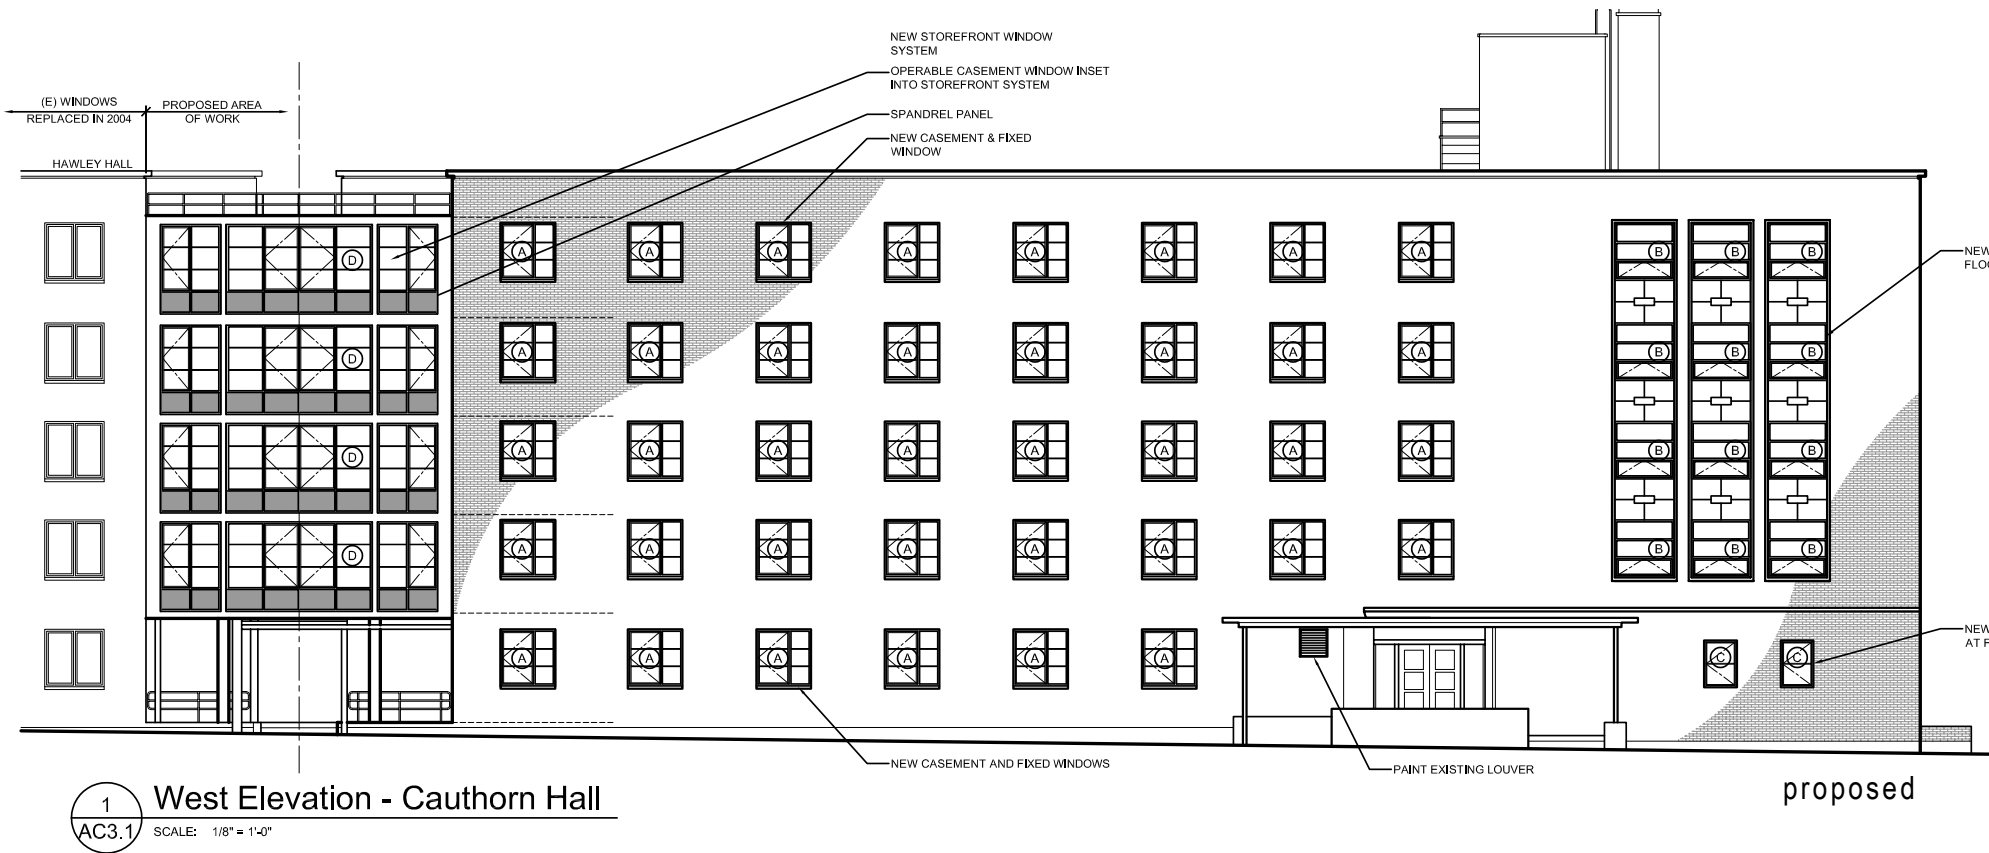 NEW STOREFRONT WINDOW
SYSTEM
OPERABLE CASEMENT WINDOW INSET
INTO STOREFRONT SYSTEM
SPANDREL PANEL
NEW CASEMENT & FIXED
WINDOW
(E) WINDOWS
REPLACED IN 2004
PROPOSED AREA
OF WORK
HAWLEY HALL
D A A A A A A A A B B B
NEW
D A A A A A A A A B B B
D A A A A A A A A B B B
D A A A A A A A A B B B
A A A A A A C C
NEW
NEW CASEMENT AND FIXED WINDOWS
PAINT EXISTING LOUVER
1
AC3.1
West Elevation - Cauthorn Hall
SCALE: 1/8" = 1'-0"
proposed